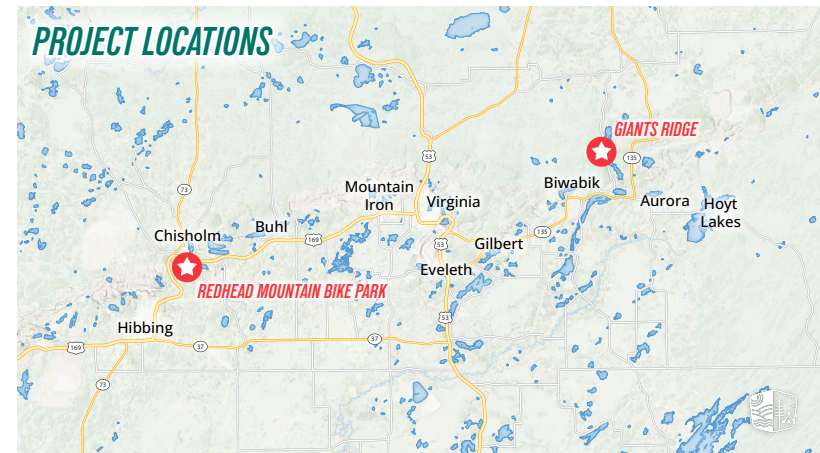 PROJECT LOCATIONS
GIANTS RIDGE
53
135
Biwabik
Mountain
Iron
73
Virginia
Aurora
Hoyt
Lakes
Buhl
Chisholm
169
135
53
Gilbert
Eveleth
REDHEAD MOUNTAIN BIKE PARK
53
Hibbing
169
37
37
73